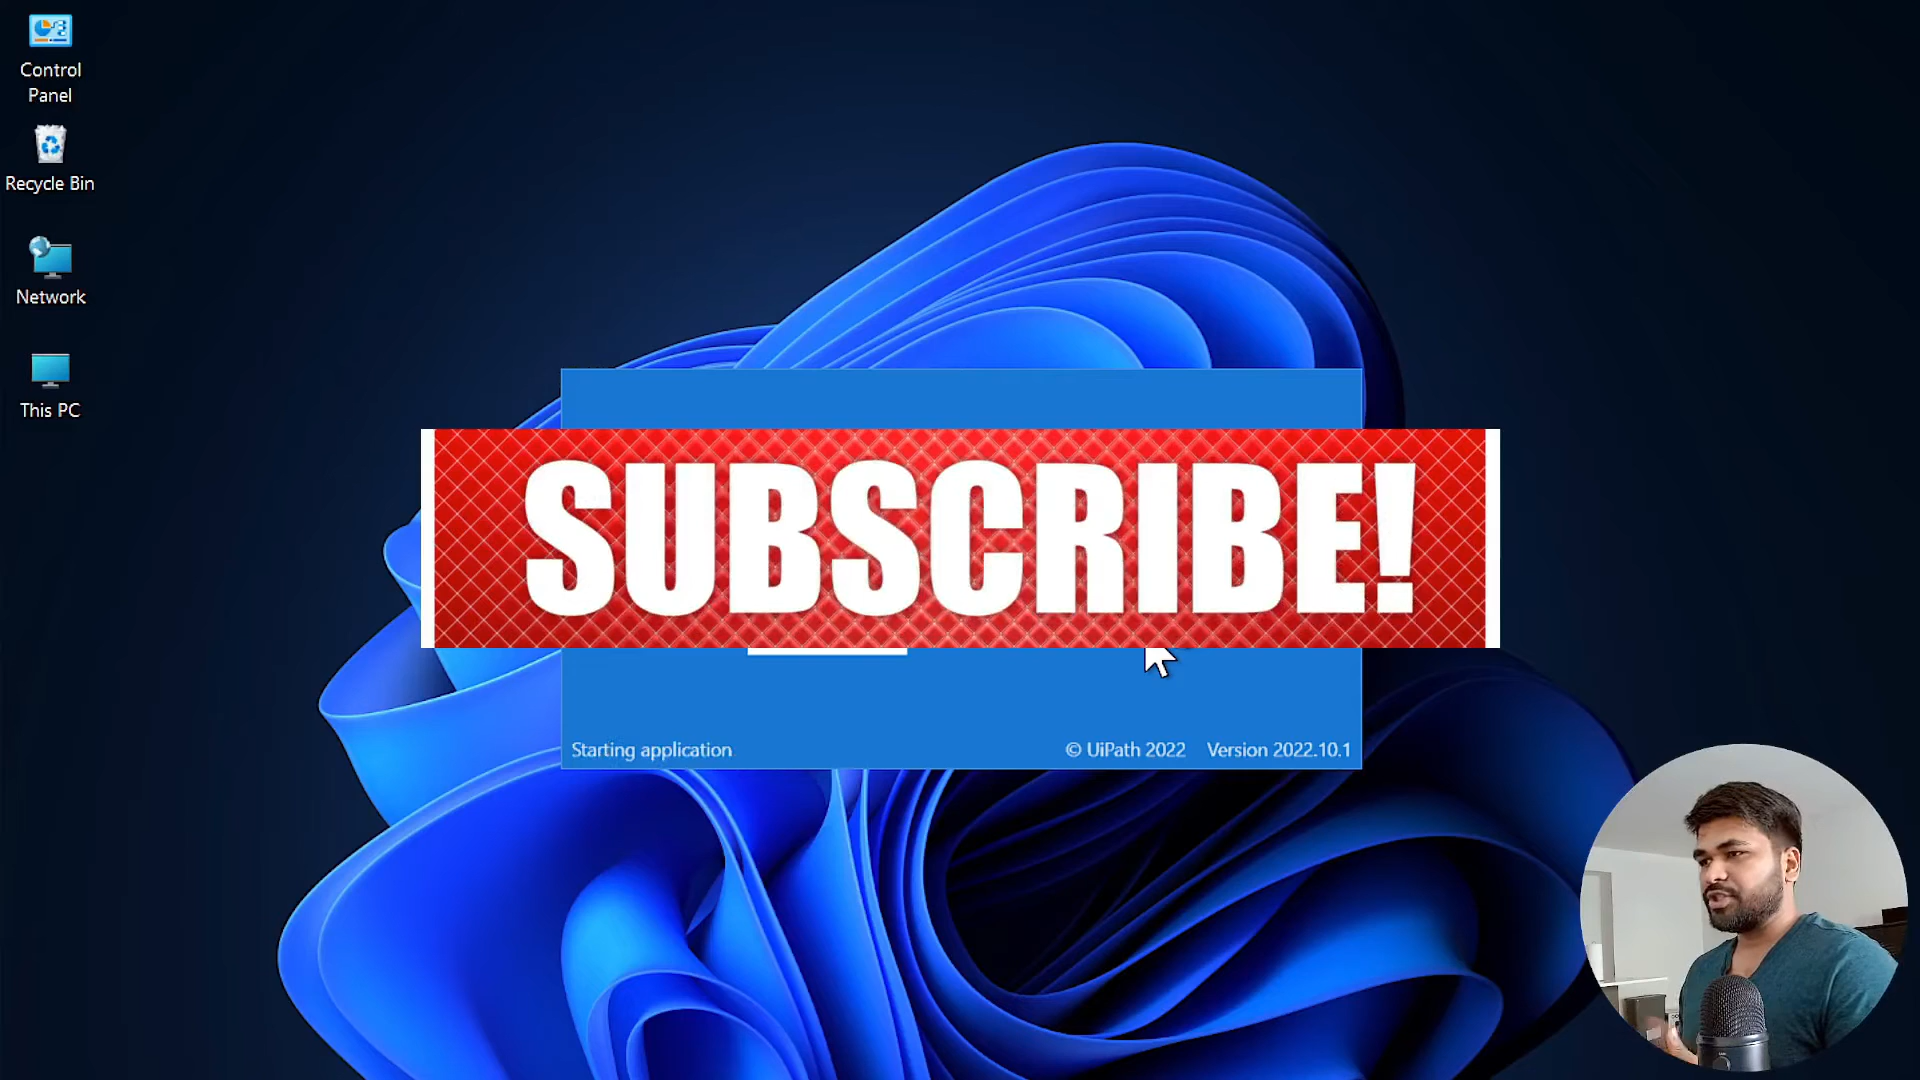 Control
Panel
Recycle Bin
Network
This PC
SUBSCRIBE!
Starting application
© UiPath 2022
Version 2022.10.1